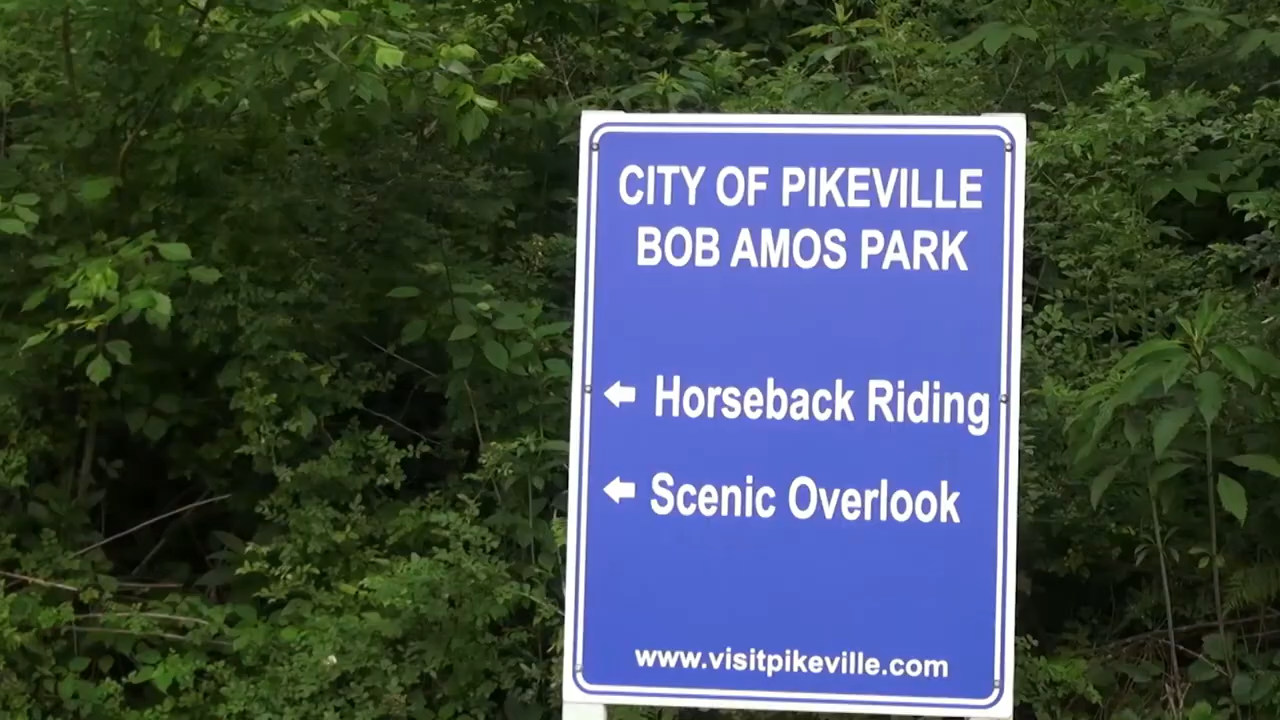 CITY OF PIKEVILLE
BOB AMOS PARK
Horseback Riding
Scenic Overlook
www.visitpikeville.com